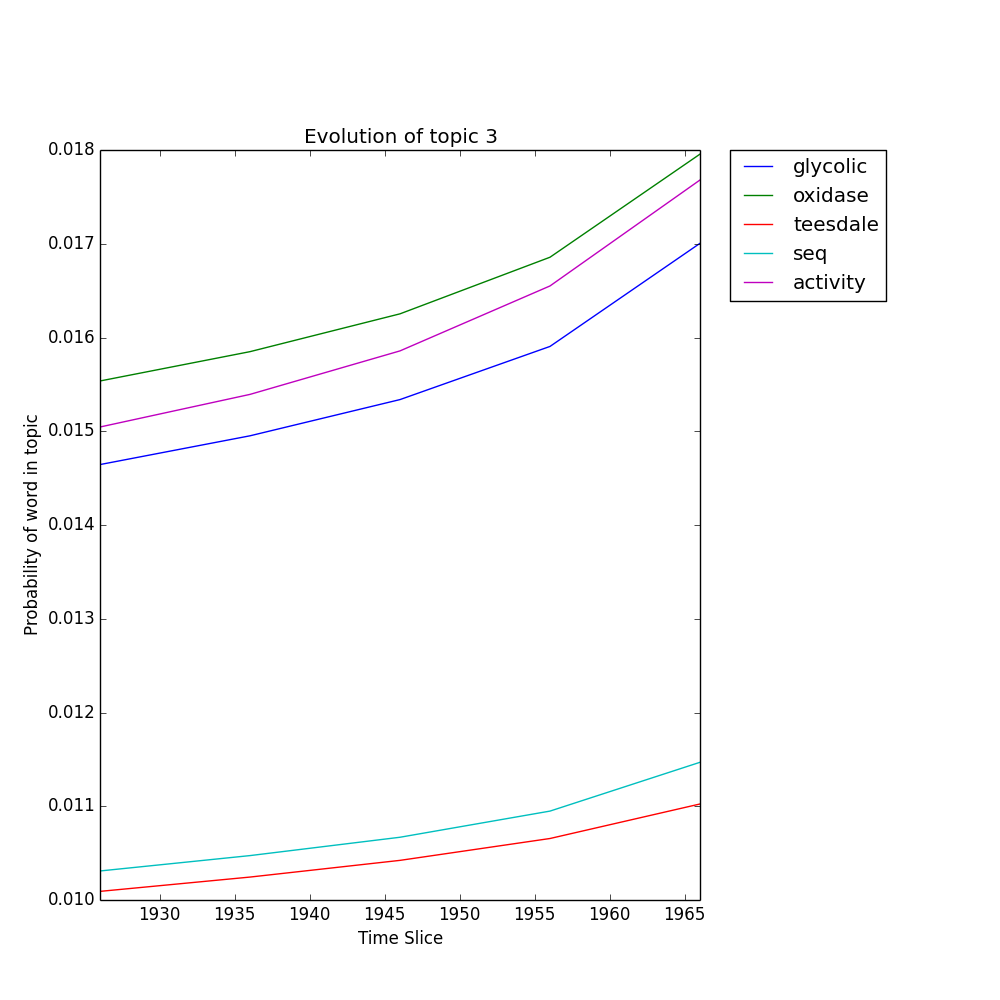 Evolution of topic 3
0.018
0.017
0.016
0.015
0.014
0.013
0.012
0.011
0.010
Probability of word in topic
1930 1935 1940 1945 1950 1955 1960 1965
Time Slice
glycolic
oxidase
teesdale
seq
activity